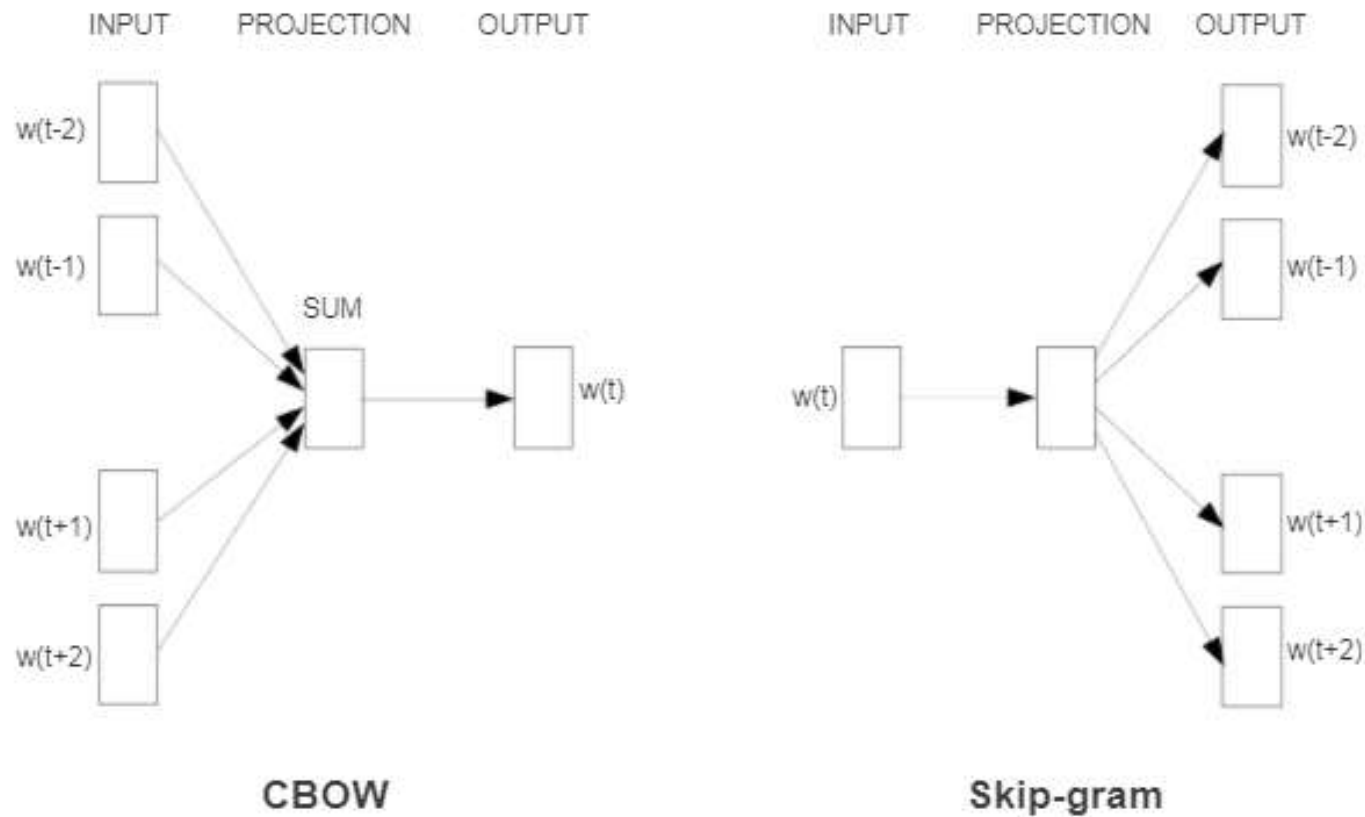 INPUT PROJECTION OUTPUT
w(t-2)
w(t-1)
SUM
w(t)
w(t+1)
w(t+2)
CBOW
INPUT PROJECTION OUTPUT
w(t-2)
w(t-1)
w(t)
w(t+1)
w(t+2)
Skip-gram